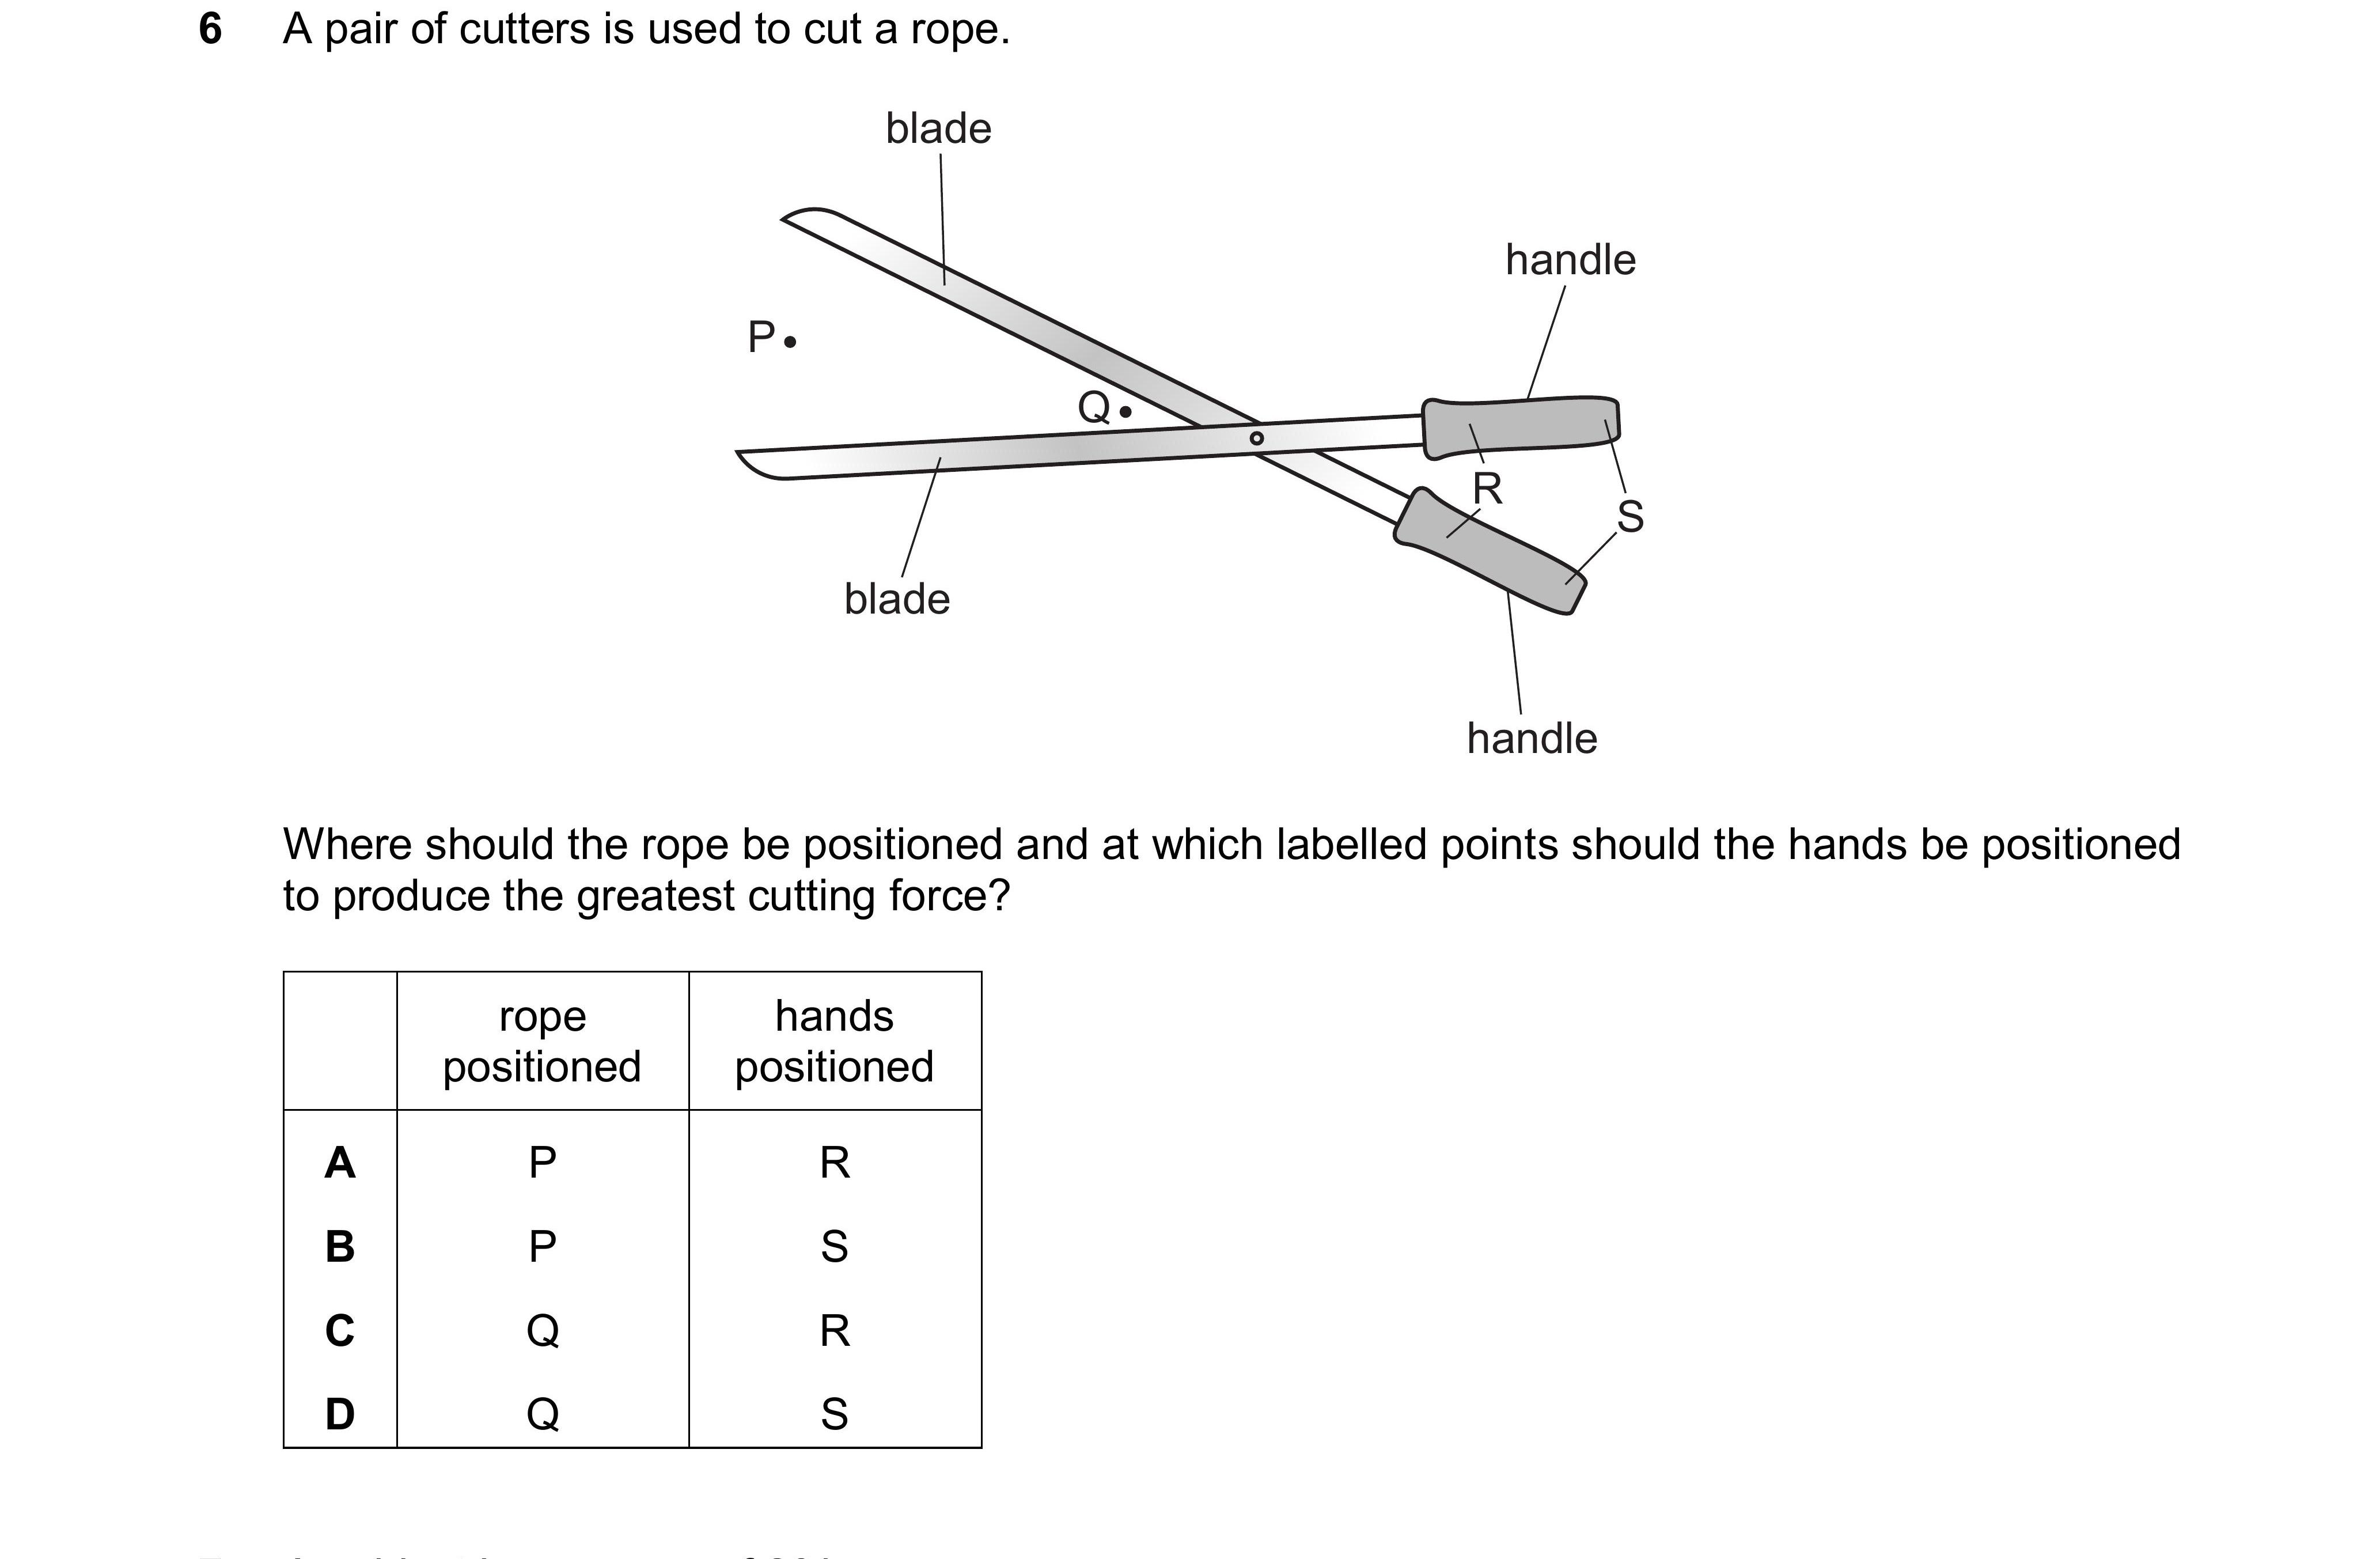 6 A pair of cutters is used to cut a rope.
blade
handle
P
Q
R
S
blade
handle
Where should the rope be positioned and at which labelled points should the hands be positioned
to produce the greatest cutting force?
rope positioned hands positioned
A P R
B P S
C Q R
D Q S